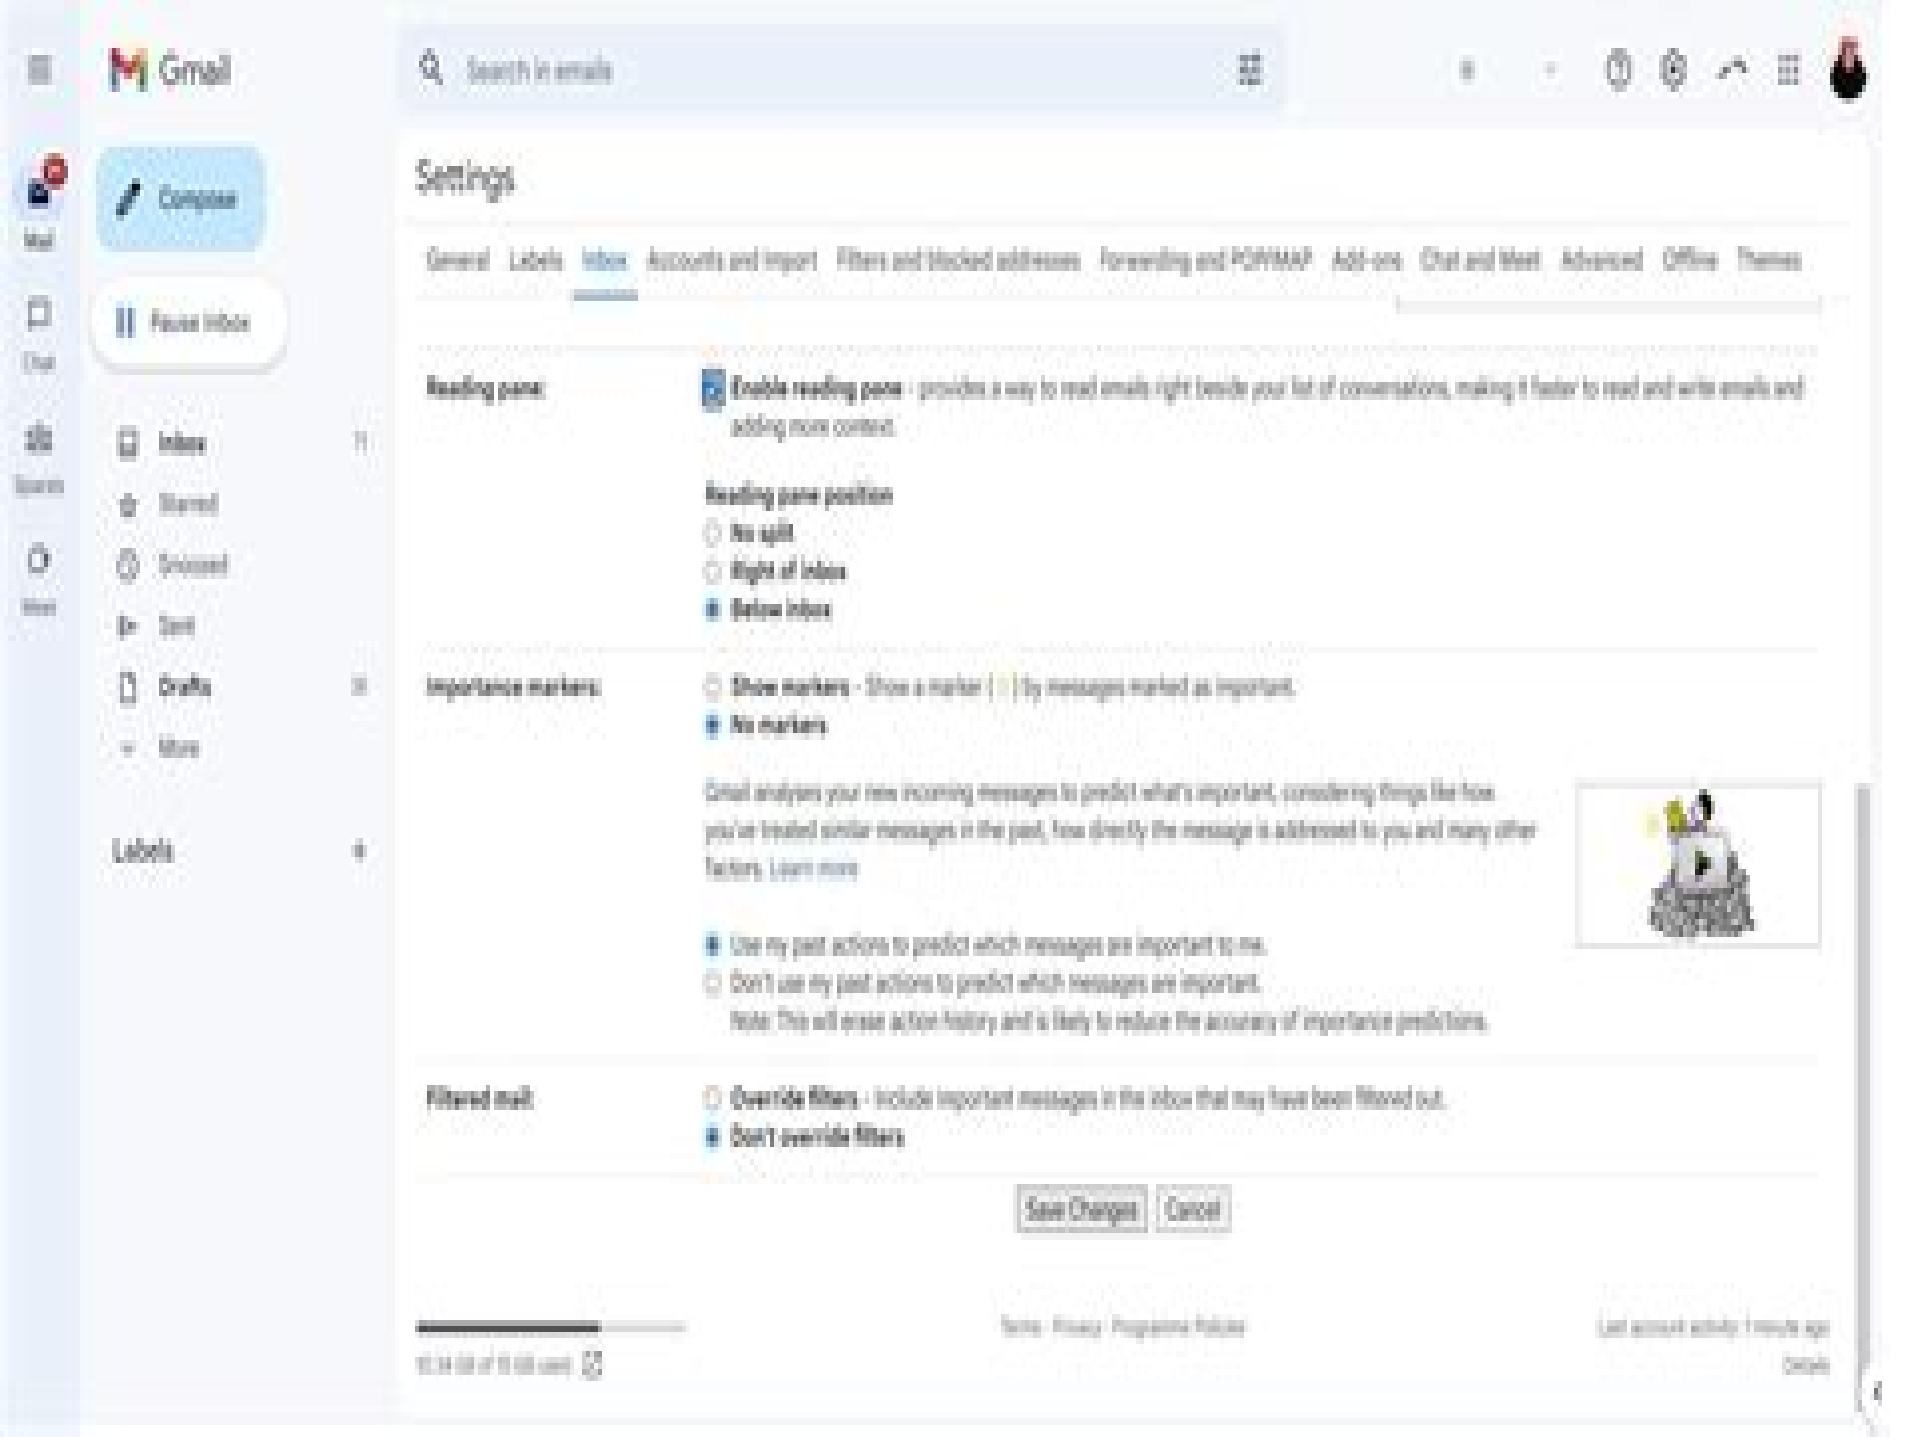 Gmail
Search in emails
Compose
Pause Inbox
Mail
Chat
Spaces
Meet
Inbox
Starred
Snoozed
Sent
Drafts
More
Labels
Settings
General Labels Inbox Accounts and Import Filters and blocked addresses Forwarding and POP/IMAP Add-ons Chat and Meet Advanced Offline Themes
Reading pane:
Enable reading pane - provides a way to read emails right beside your list of conversations, making it faster to read and write emails and
adding more context.
Reading pane position
No split
Right of inbox
Below inbox
Importance markers:
Show markers - Show a marker ( ) by messages marked as important.
No markers
Gmail analyses your new incoming messages to predict what's important, considering things like how
you've treated similar messages in the past, how directly the message is addressed to you and many other
factors. Learn more
Use my past actions to predict which messages are important to me.
Don't use my past actions to predict which messages are important.
Note: This will erase action history and is likely to reduce the accuracy of importance predictions.
Filtered mail:
Override filters - Include important messages in the inbox that may have been filtered out.
Don't override filters
Save Changes Cancel
Terms · Privacy · Programme Policies
Last account activity: 1 minute ago
Details